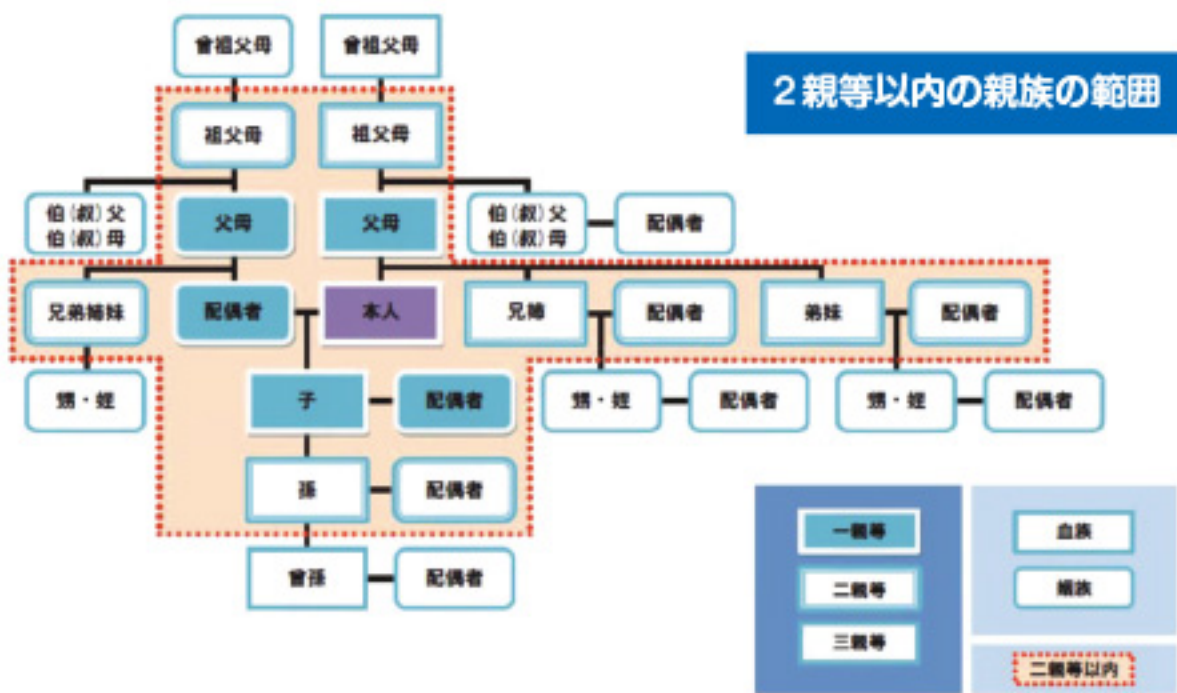 曾祖父母
曾祖父母
2親等以内の親族の範囲
祖父母
祖父母
伯(叔)父
伯(叔)母
父母
父母
伯(叔)父
伯(叔)母
配偶者
兄弟姉妹
配偶者
本人
兄姉
配偶者
弟妹
配偶者
甥・姪
子
配偶者
甥・姪
配偶者
甥・姪
配偶者
孫
配偶者
曾孫
配偶者
一親等
二親等
三親等
血族
姻族
二親等以内